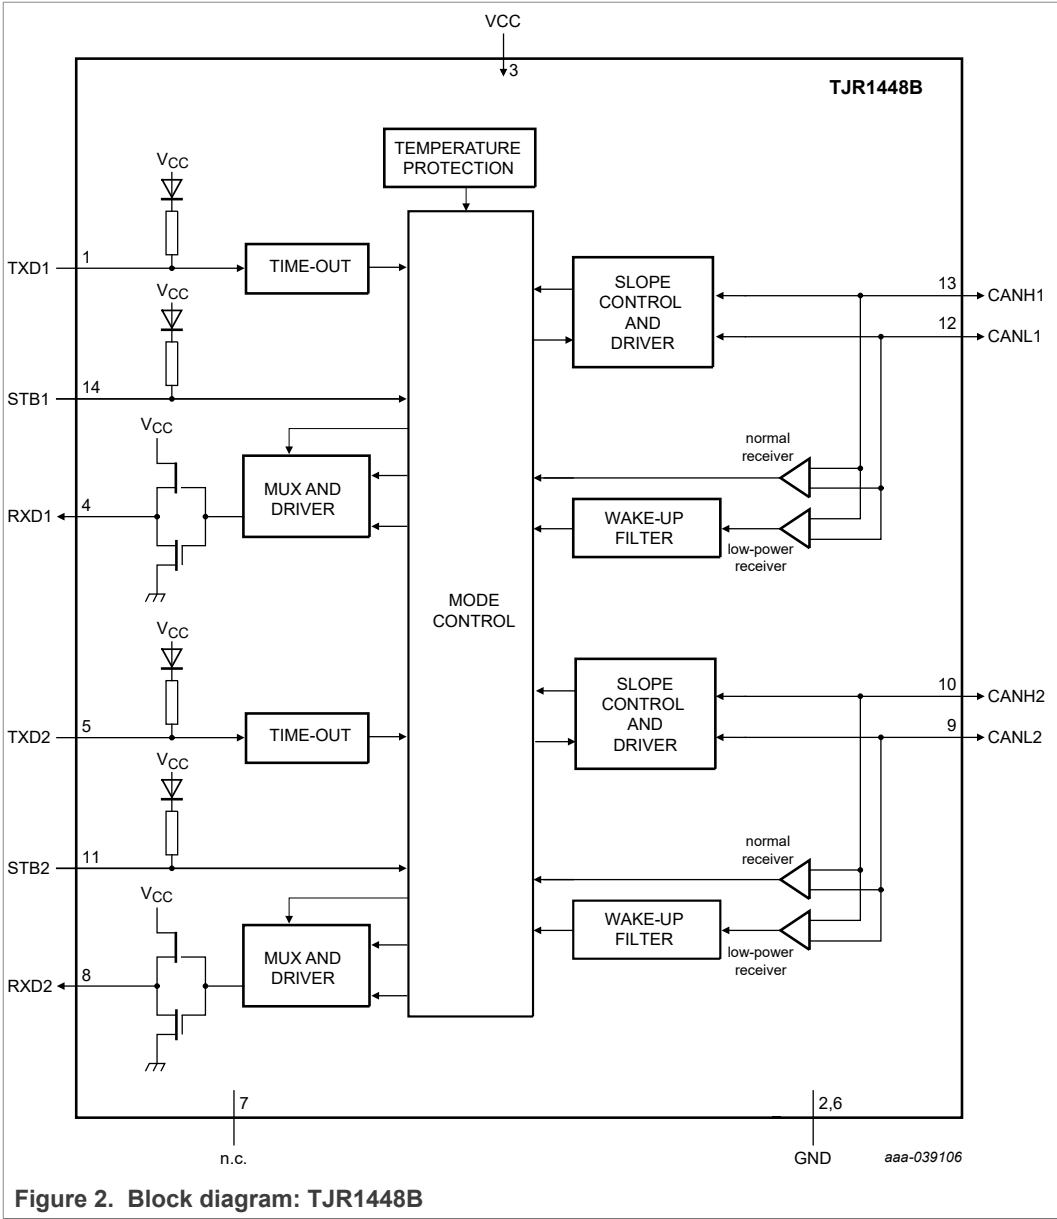 VCC
3
TJR1448B
TEMPERATURE
PROTECTION
VCC
TXD1
1
TIME-OUT
SLOPE
CONTROL
AND
DRIVER
13
CANH1
12
CANL1
VCC
STB1
14
VCC
MUX AND
DRIVER
RXD1
4
normal
receiver
WAKE-UP
FILTER
low-power
receiver
MODE
CONTROL
VCC
TXD2
5
TIME-OUT
SLOPE
CONTROL
AND
DRIVER
10
CANH2
9
CANL2
VCC
STB2
11
VCC
MUX AND
DRIVER
RXD2
8
normal
receiver
WAKE-UP
FILTER
low-power
receiver
7
n.c.
2,6
GND
aaa-039106
Figure 2. Block diagram: TJR1448B